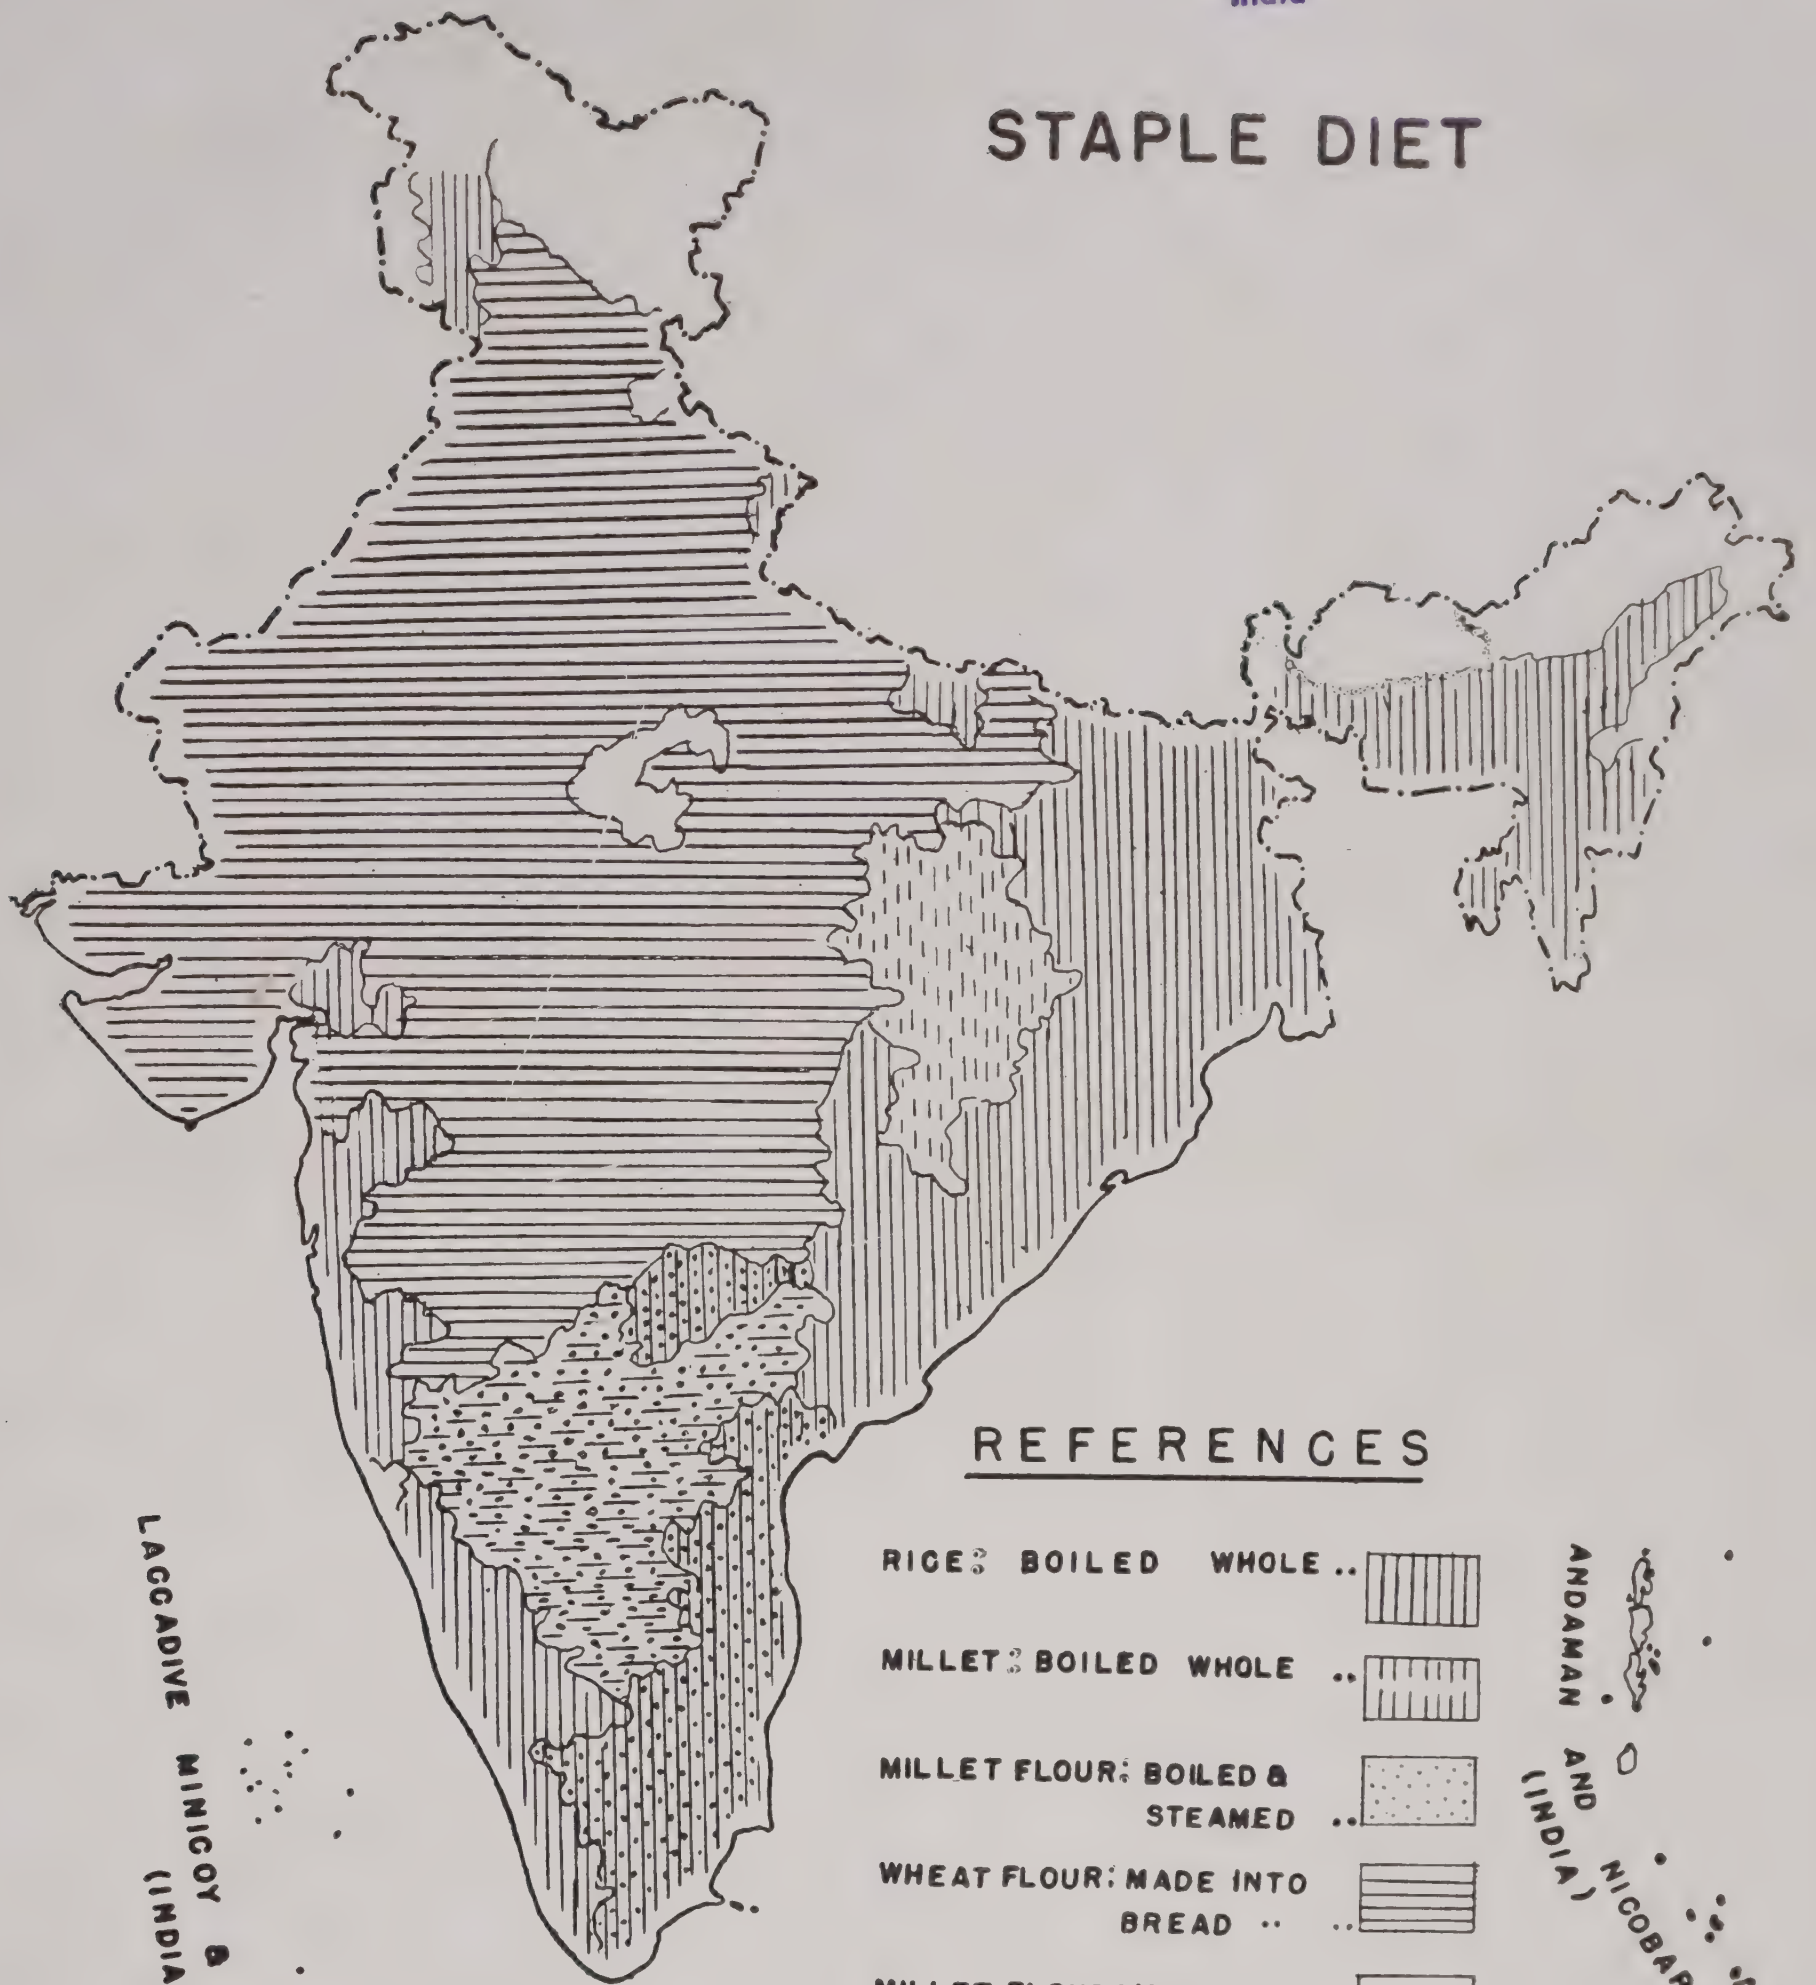 India
STAPLE DIET
REFERENCES
RICE: BOILED WHOLE ..
MILLET: BOILED WHOLE ..
MILLET FLOUR: BOILED &
STEAMED ..
WHEAT FLOUR: MADE INTO
BREAD .. ..
LACCADIVE MINICOY &
(INDIA
ANDAMAN AND NICOBAR
(INDIA)